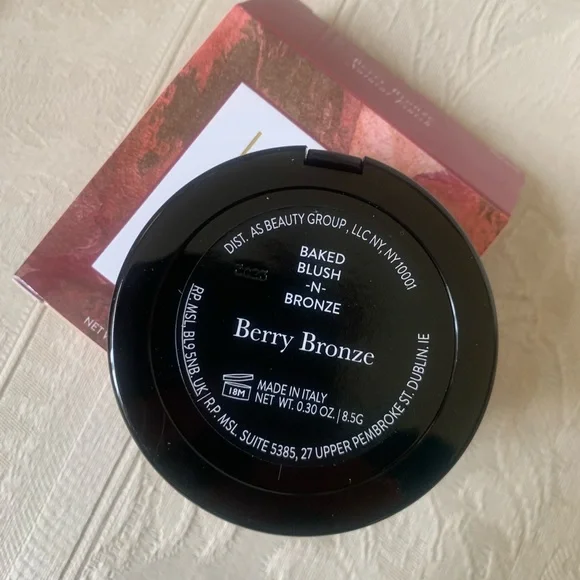 DIST. AS BEAUTY GROUP, LLC NY, NY 10001
BAKED
BLUSH
-N-
BRONZE
Berry Bronze
18M
MADE IN ITALY
NET WT. 0.30 OZ. | 8.5G
RP. MSL, BL9 5NB. UK | R.P. MSL. SUITE 5385, 27 UPPER PEMBROKE ST. DUBLIN. IE
NET